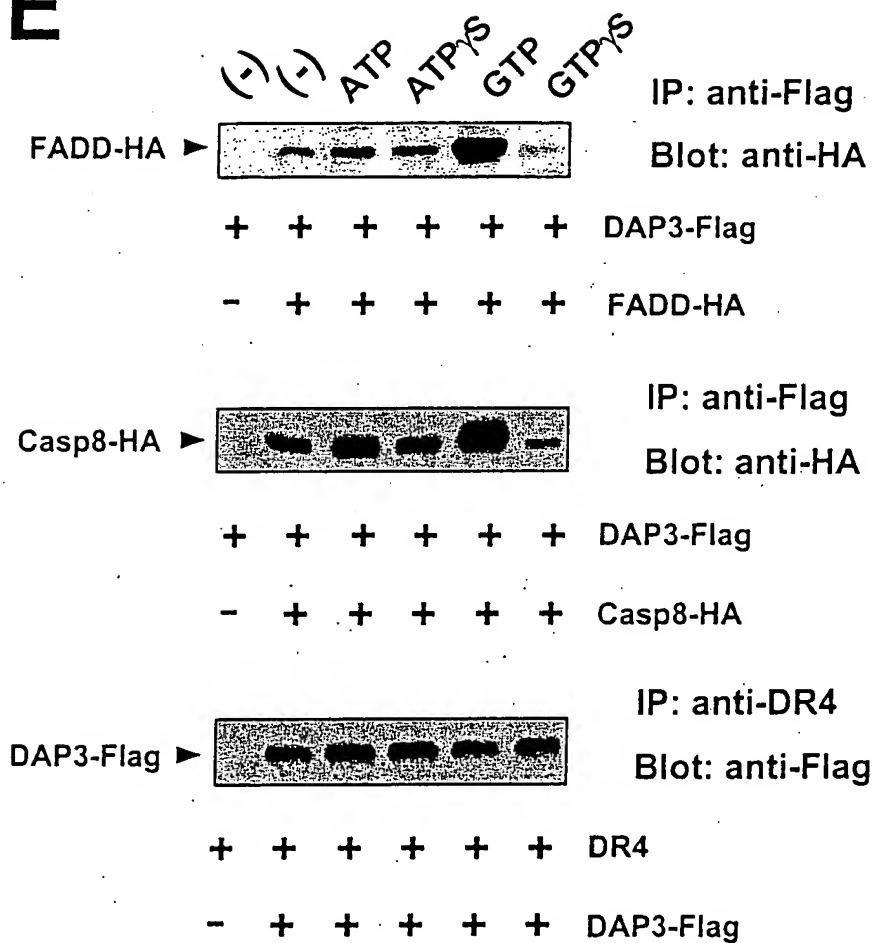 E
(-) (-) ATP ATPγS GTP GTPγS
IP: anti-Flag
FADD-HA
Blot: anti-HA
+ + + + + + DAP3-Flag
- + + + + + FADD-HA
IP: anti-Flag
Casp8-HA
Blot: anti-HA
+ + + + + + DAP3-Flag
- + + + + + Casp8-HA
IP: anti-DR4
DAP3-Flag
Blot: anti-Flag
+ + + + + + DR4
- + + + + + DAP3-Flag